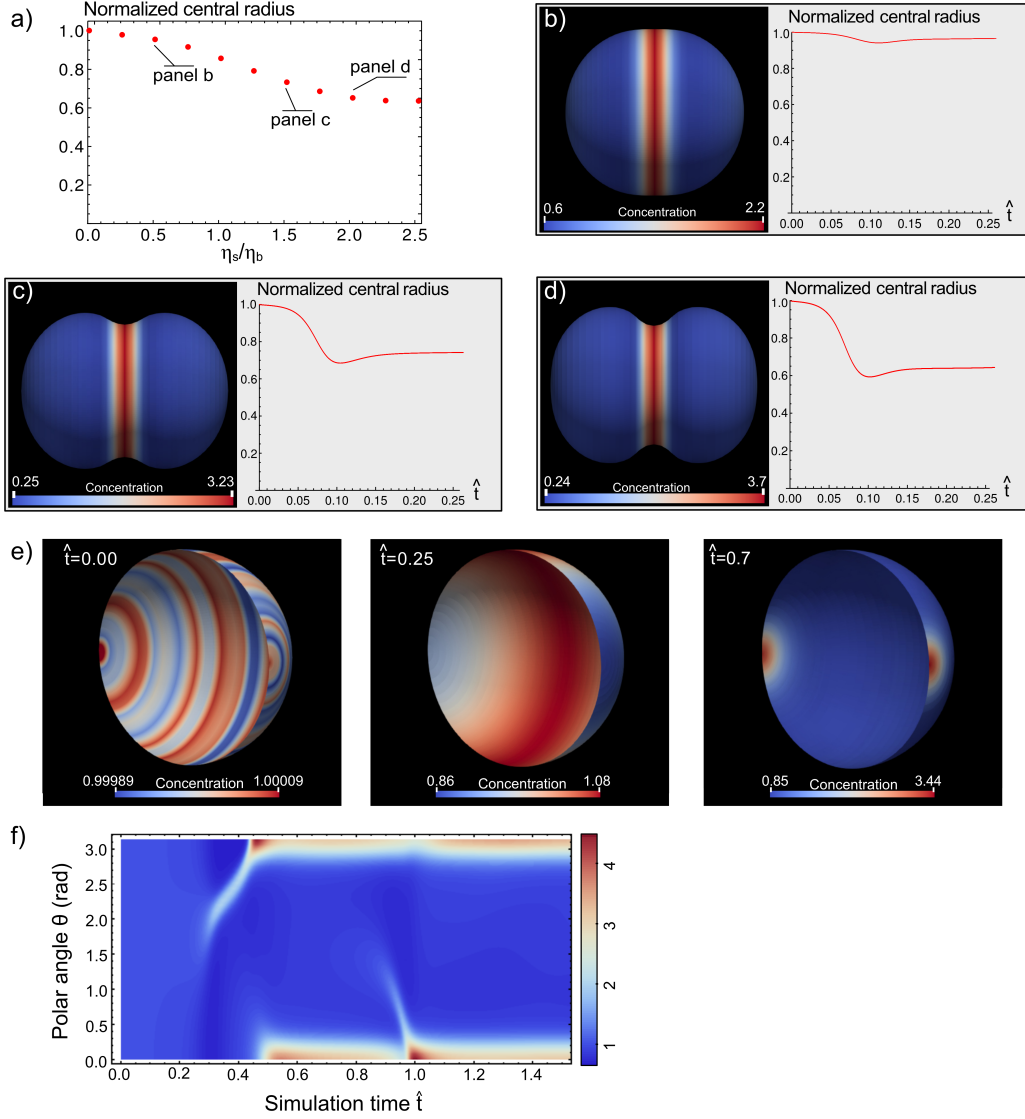 a)
Normalized central radius
1.0
0.8
0.6
0.4
0.2
panel b
panel c
panel d
0.0
0.5
1.0
1.5
2.0
2.5
ηs/ηb
b)
0.6
Concentration
2.2
Normalized central radius
1.0
0.8
0.6
0.4
0.2
0.00
0.05
0.10
0.15
0.20
0.25
t̂
c)
0.25
Concentration
3.23
Normalized central radius
1.0
0.8
0.6
0.4
0.2
0.00
0.05
0.10
0.15
0.20
0.25
t̂
d)
0.24
Concentration
3.7
Normalized central radius
1.0
0.8
0.6
0.4
0.2
0.00
0.05
0.10
0.15
0.20
0.25
t̂
e)
t̂=0.00
0.99989
Concentration
1.00009
t̂=0.25
0.86
Concentration
1.08
t̂=0.7
0.85
Concentration
3.44
f)
Polar angle θ (rad)
3.0
2.5
2.0
1.5
1.0
0.5
0.0
0.0
0.2
0.4
0.6
0.8
1.0
1.2
1.4
Simulation time t̂
4
3
2
1